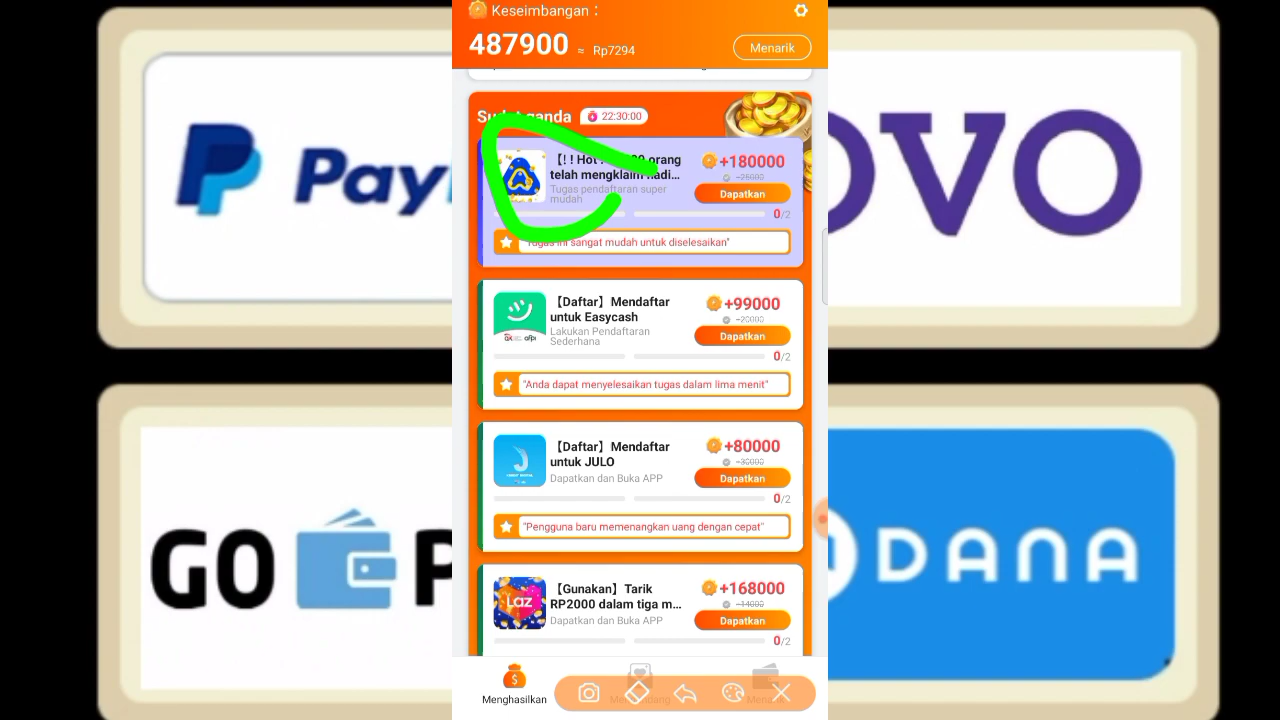 Keseimbangan :
487900 ≈ Rp7294
Menarik
22:30:00
【! ! Hot orang
telah mengklaim hadi...
Tugas pendaftaran super
mudah
+180000
Dapatkan
0/2
"Tugas ini sangat mudah untuk diselesaikan"
【Daftar】Mendaftar
untuk Easycash
Lakukan Pendaftaran
Sederhana
+99000
+20000
Dapatkan
0/2
"Anda dapat menyelesaikan tugas dalam lima menit"
【Daftar】Mendaftar
untuk JULO
Dapatkan dan Buka APP
+80000
+30000
Dapatkan
0/2
"Pengguna baru memenangkan uang dengan cepat"
Laz
【Gunakan】Tarik
RP2000 dalam tiga m...
Dapatkan dan Buka APP
+168000
+14000
Dapatkan
0/2
Menghasilkan
Pay
OVO
GO P
DANA